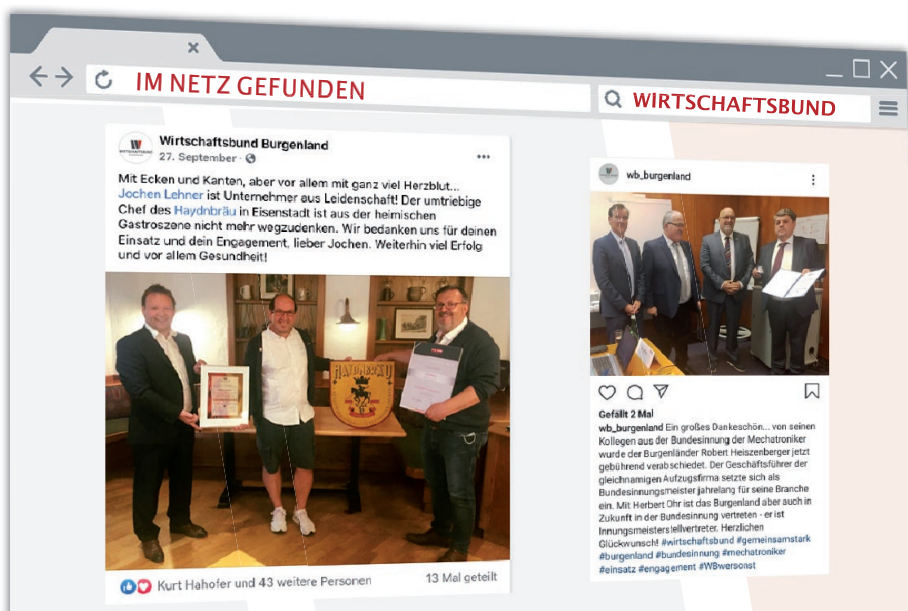 IM NETZ GEFUNDEN
WIRTSCHAFTSBUND
Wirtschaftsbund Burgenland
27. September
Mit Ecken und Kanten, aber vor allem mit ganz viel Herzblut...
Jochen Lehner ist Unternehmer aus Leidenschaft! Der umtriebige
Chef des Haydnbräu in Eisenstadt ist aus der heimischen
Gastroszene nicht mehr wegzudenken. Wir bedanken uns für deinen
Einsatz und dein Engagement, lieber Jochen. Weiterhin viel Erfolg
und vor allem Gesundheit!
HAYDNBRÄU
Kurt Hahofer und 43 weitere Personen
13 Mal geteilt
wb_burgenland
Gefällt 2 Mal
wb_burgenland Ein großes Dankeschön... von seinen
Kollegen aus der Bundesinnung der Mechatroniker
wurde der Burgenländer Robert Heiszenberger jetzt
gebührend verabschiedet. Der Geschäftsführer der
gleichnamigen Aufzugsfirma setzte sich als
Bundesinnungsmeister jahrelang für seine Branche
ein. Mit Herbert Ohr ist das Burgenland aber auch in
Zukunft in der Bundesinnung vertreten - er ist
Innungsmeisterstellvertreter. Herzlichen
Glückwunsch! #wirtschaftsbund #gemeinsamstark
#burgenland #bundesinnung #mechatroniker
#einsatz #engagement #WBwersonst